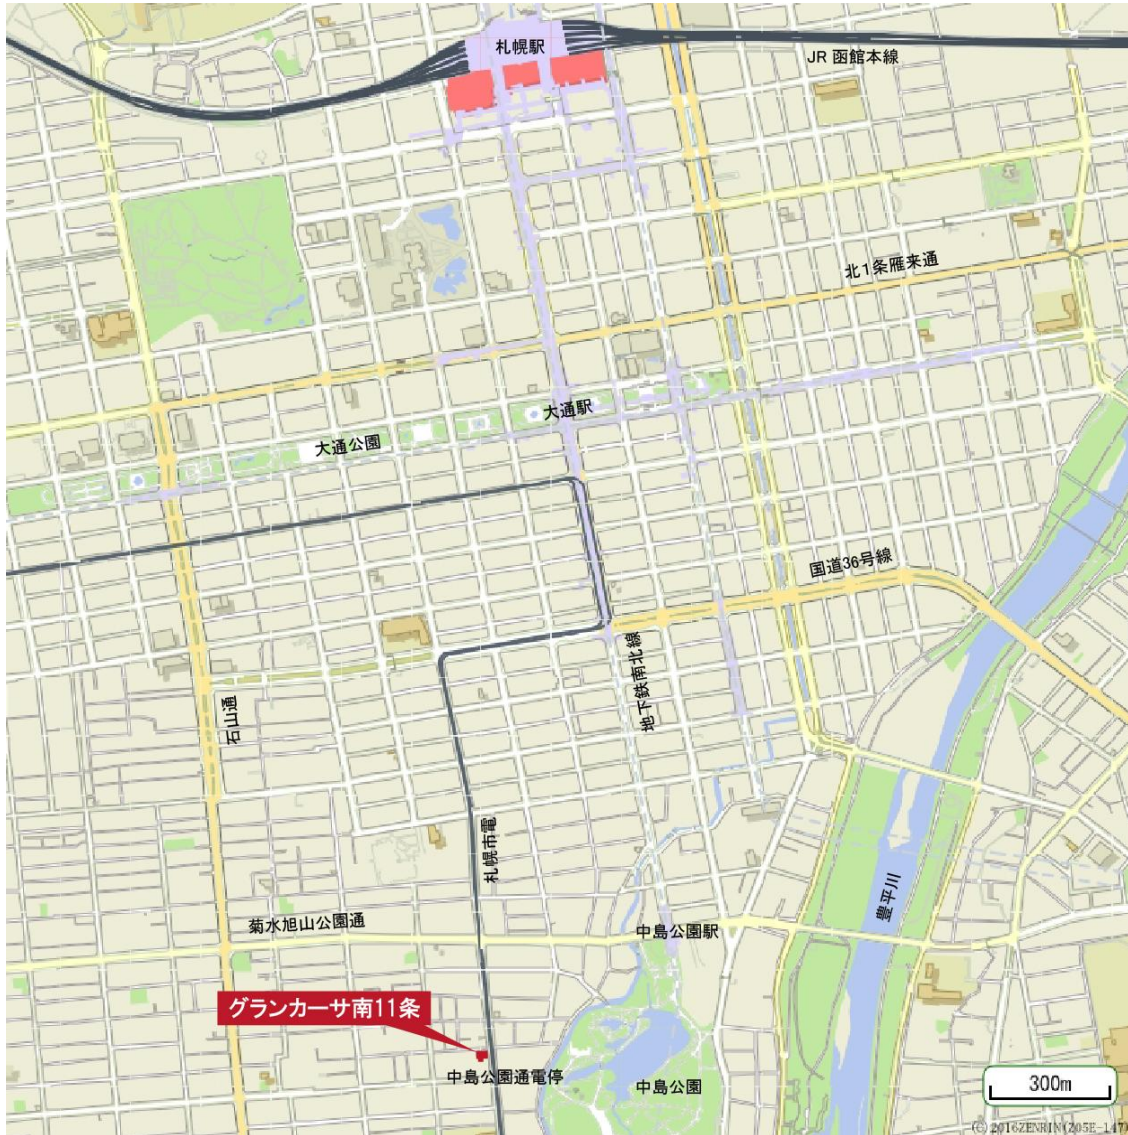 札幌駅
JR 函館本線
北1条雁来通
大通駅
大通公園
国道36号線
地下鉄南北線
石山通
札幌市電
豊平川
菊水旭山公園通
中島公園駅
グランカーサ南11条
中島公園通電停
中島公園
300m
(C) 2016ZENRIN(Z05E-147)